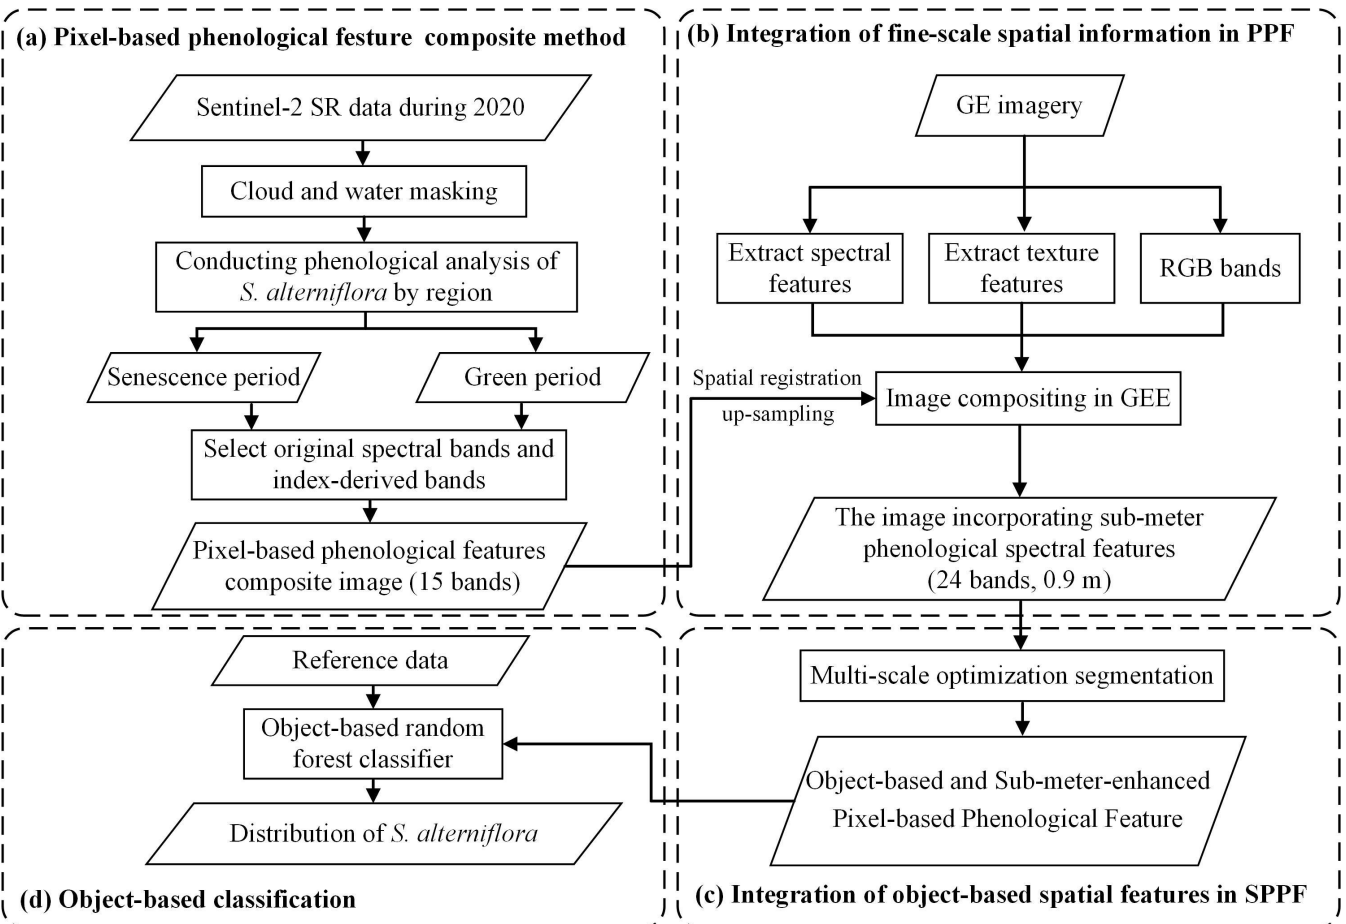 (a) Pixel-based phenological festure composite method
Sentinel-2 SR data during 2020
Cloud and water masking
Conducting phenological analysis of
S. alterniflora by region
Senescence period
Green period
Select original spectral bands and
index-derived bands
Pixel-based phenological features
composite image (15 bands)
(b) Integration of fine-scale spatial information in PPF
GE imagery
Extract spectral
features
Extract texture
features
RGB bands
Spatial registration
up-sampling
Image compositing in GEE
The image incorporating sub-meter
phenological spectral features
(24 bands, 0.9 m)
Multi-scale optimization segmentation
Object-based and Sub-meter-enhanced
Pixel-based Phenological Feature
(c) Integration of object-based spatial features in SPPF
Reference data
Object-based random
forest classifier
Distribution of S. alterniflora
(d) Object-based classification